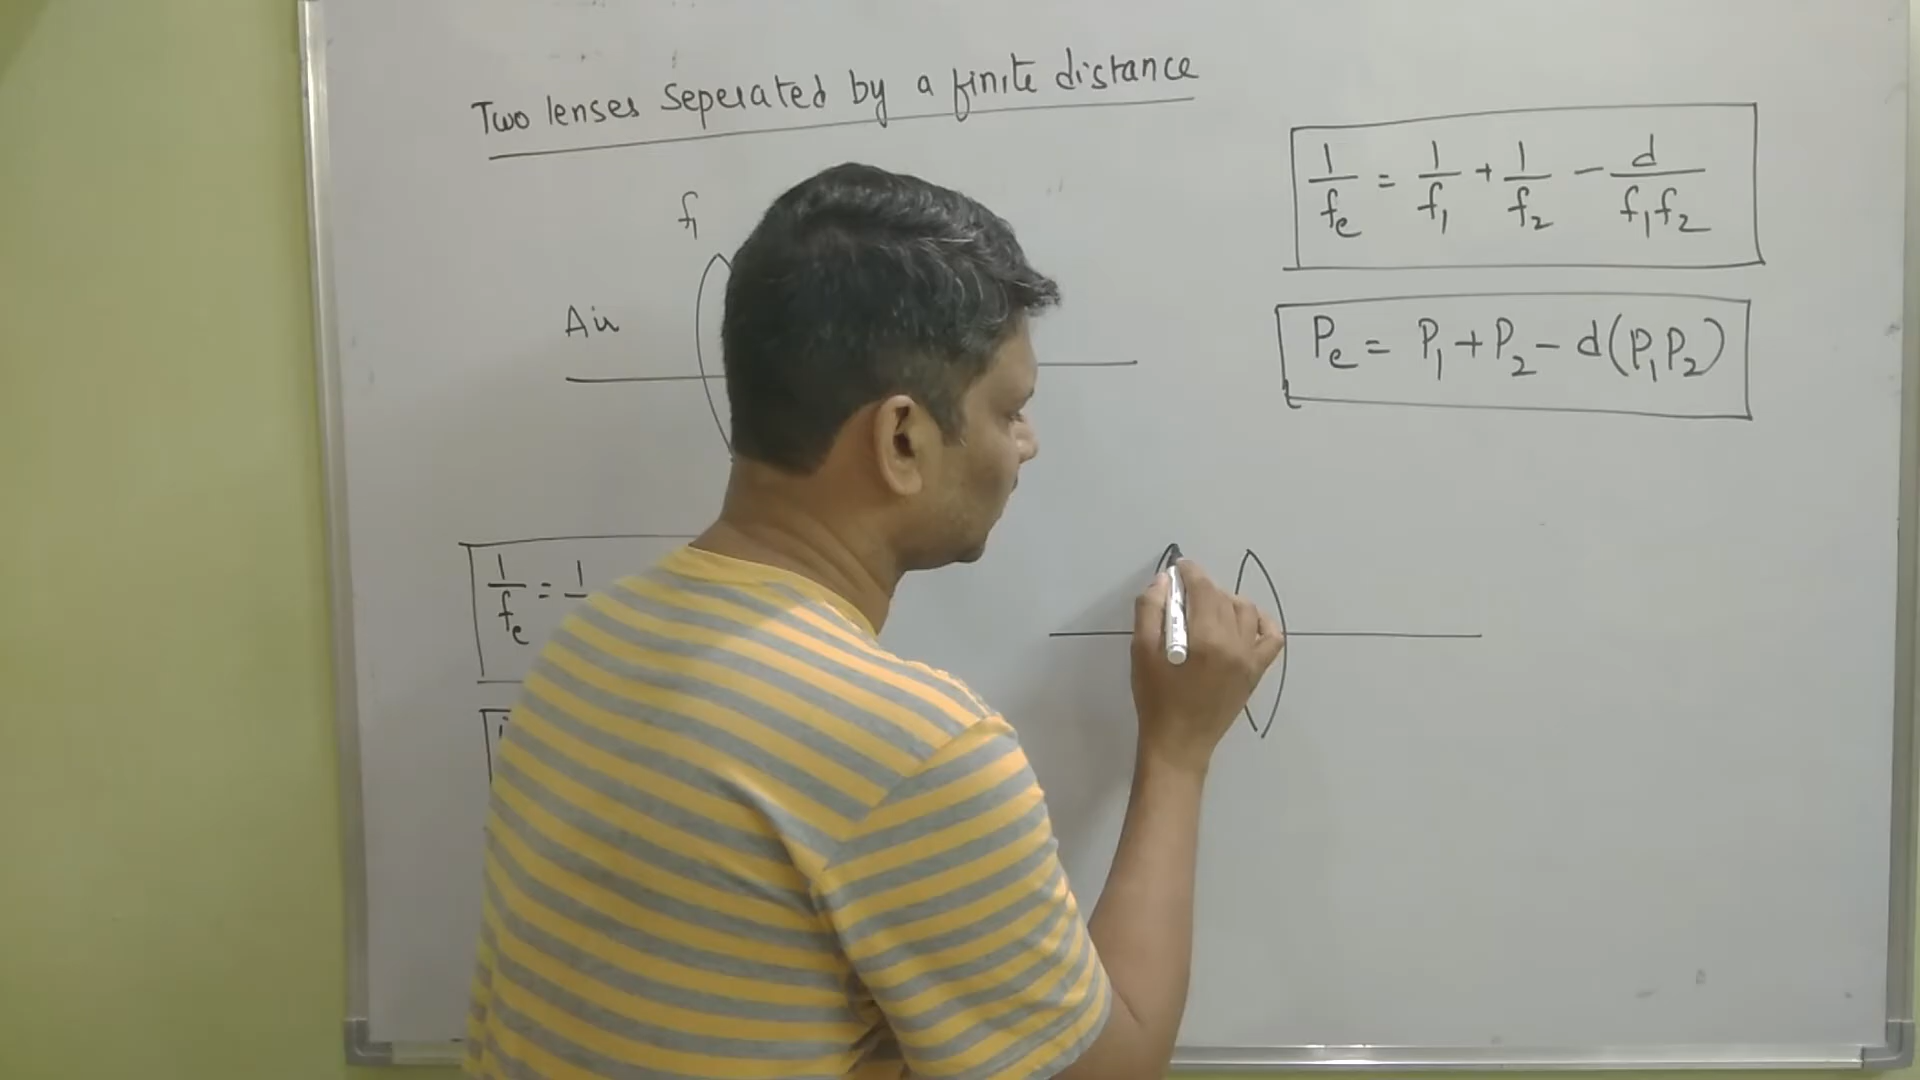 Two lenses Seperated by a finite distance
f1
Air
1/fe = 1/f1 + 1/f2 - d/f1f2
Pe = P1 + P2 - d(P1P2)
1/fe = 1